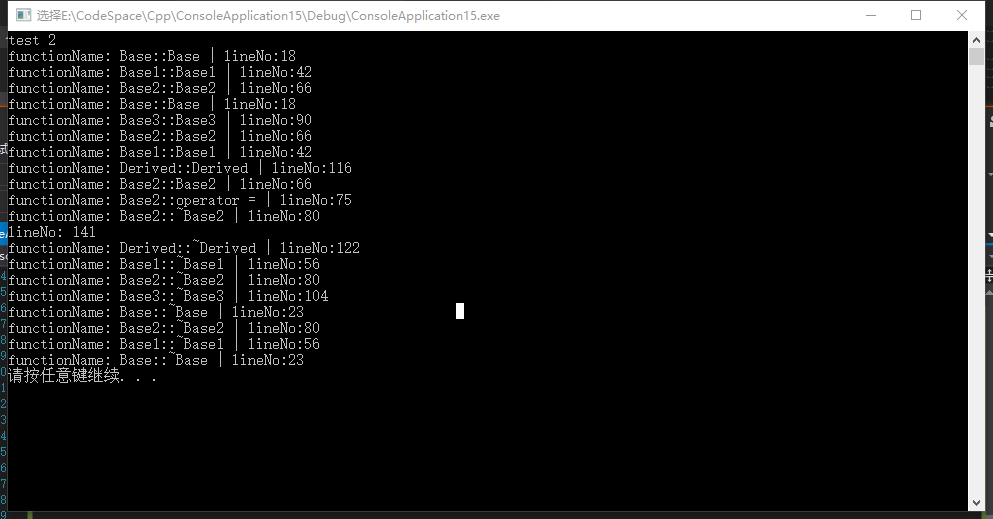 选择E:\CodeSpace\Cpp\ConsoleApplication15\Debug\ConsoleApplication15.exe
test 2
functionName: Base::Base | lineNo:18
functionName: Base1::Base1 | lineNo:42
functionName: Base2::Base2 | lineNo:66
functionName: Base::Base | lineNo:18
functionName: Base3::Base3 | lineNo:90
functionName: Base2::Base2 | lineNo:66
functionName: Base1::Base1 | lineNo:42
functionName: Derived::Derived | lineNo:116
functionName: Base2::Base2 | lineNo:66
functionName: Base2::operator = | lineNo:75
functionName: Base2::~Base2 | lineNo:80
lineNo: 141
functionName: Derived::~Derived | lineNo:122
functionName: Base1::~Base1 | lineNo:56
functionName: Base2::~Base2 | lineNo:80
functionName: Base3::~Base3 | lineNo:104
functionName: Base::~Base | lineNo:23
functionName: Base2::~Base2 | lineNo:80
functionName: Base1::~Base1 | lineNo:56
functionName: Base::~Base | lineNo:23
请按任意键继续. . .